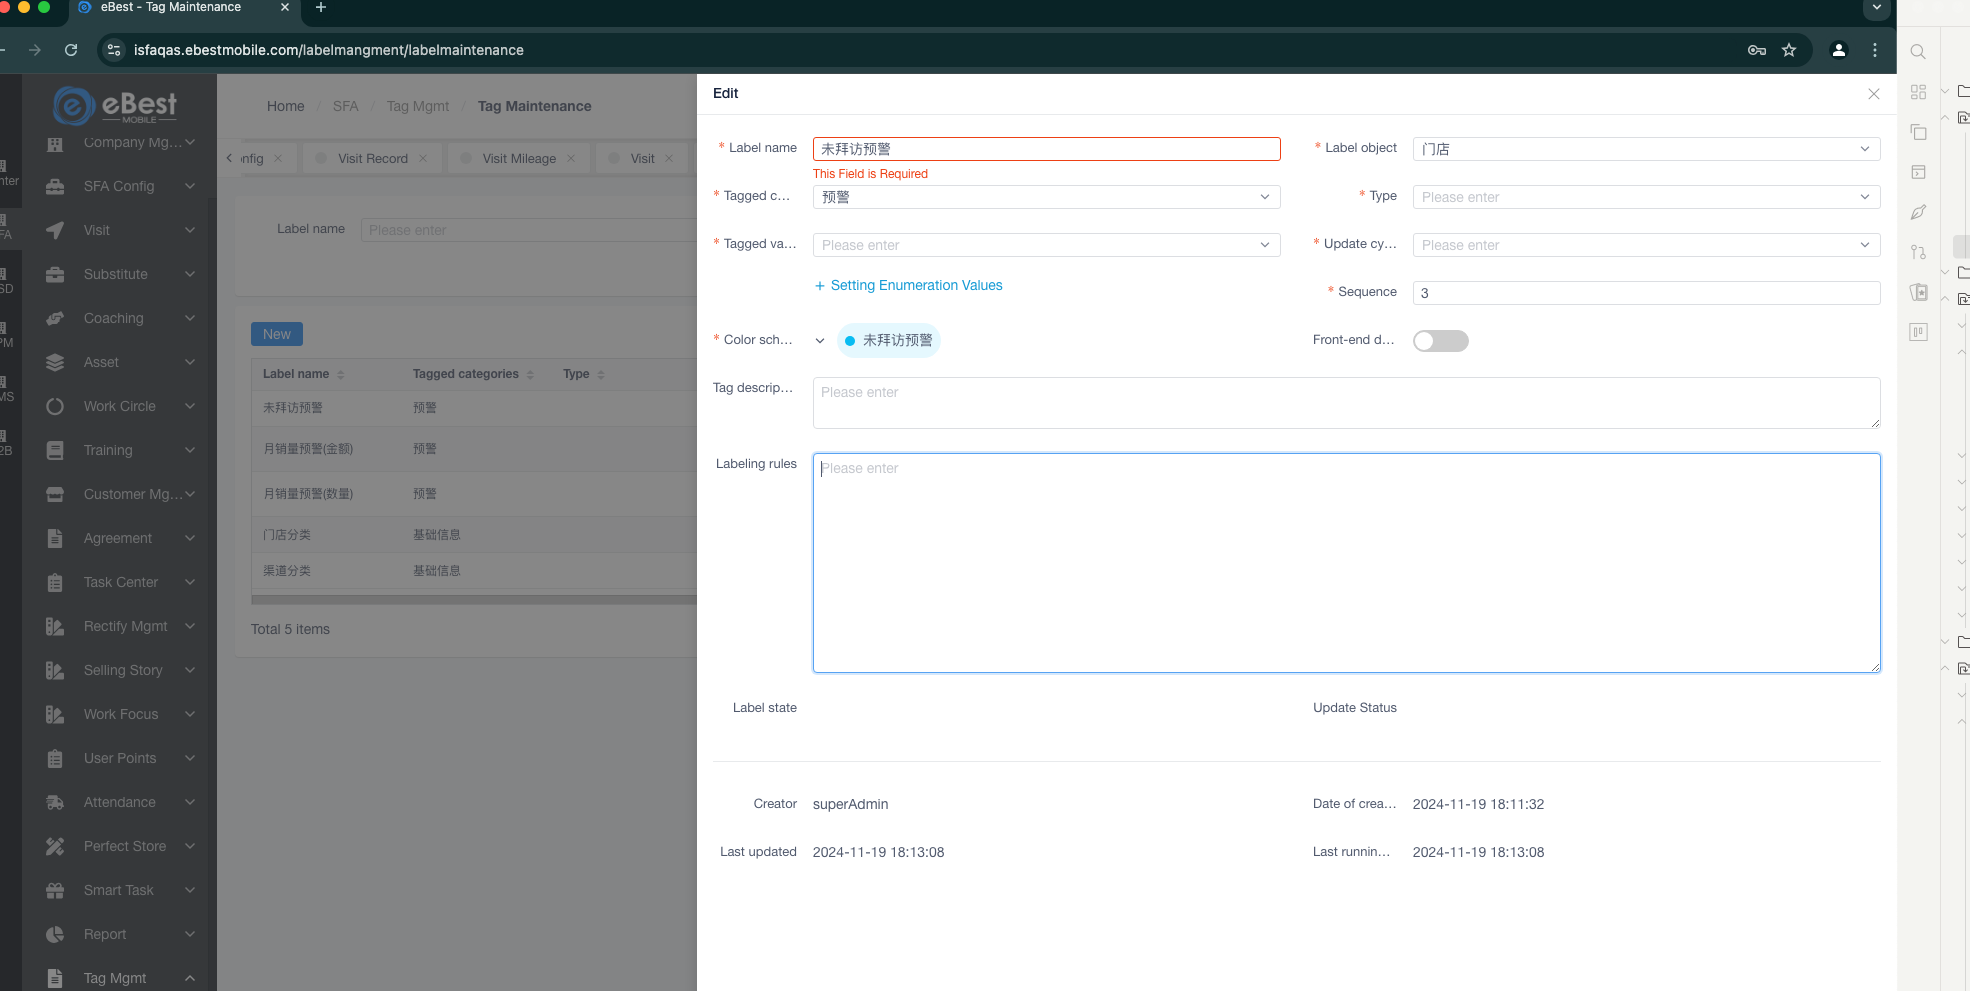 eBest - Tag Maintenance
isfaqas.ebestmobile.com/labelmangment/labelmaintenance
eBest
MOBILE
Company Mg...
SFA Config
Visit
Substitute
Coaching
Asset
Work Circle
Training
Customer Mg...
Agreement
Task Center
Rectify Mgmt
Selling Story
Work Focus
User Points
Attendance
Perfect Store
Smart Task
Report
Tag Mgmt
Home / SFA / Tag Mgmt / Tag Maintenance
nfig
Visit Record
Visit Mileage
Visit
Label name
Please enter
New
Label name Tagged categories Type
未拜访预警 预警
月销量预警(金额) 预警
月销量预警(数量) 预警
门店分类 基础信息
渠道分类 基础信息
Total 5 items
Edit
* Label name 未拜访预警
This Field is Required
* Label object 门店
* Tagged c... 预警
* Type Please enter
* Tagged va... Please enter
* Update cy... Please enter
+ Setting Enumeration Values
* Sequence 3
* Color sch... 未拜访预警
Front-end d...
Tag descrip... Please enter
Labeling rules Please enter
Label state
Update Status
Creator superAdmin
Date of crea... 2024-11-19 18:11:32
Last updated 2024-11-19 18:13:08
Last runnin... 2024-11-19 18:13:08